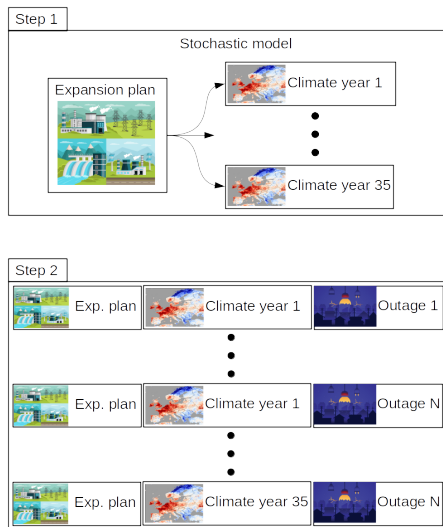 Step 1
Stochastic model
Expansion plan
Climate year 1
Climate year 35
Step 2
Exp. plan
Climate year 1
Outage 1
Exp. plan
Climate year 1
Outage N
Exp. plan
Climate year 35
Outage N